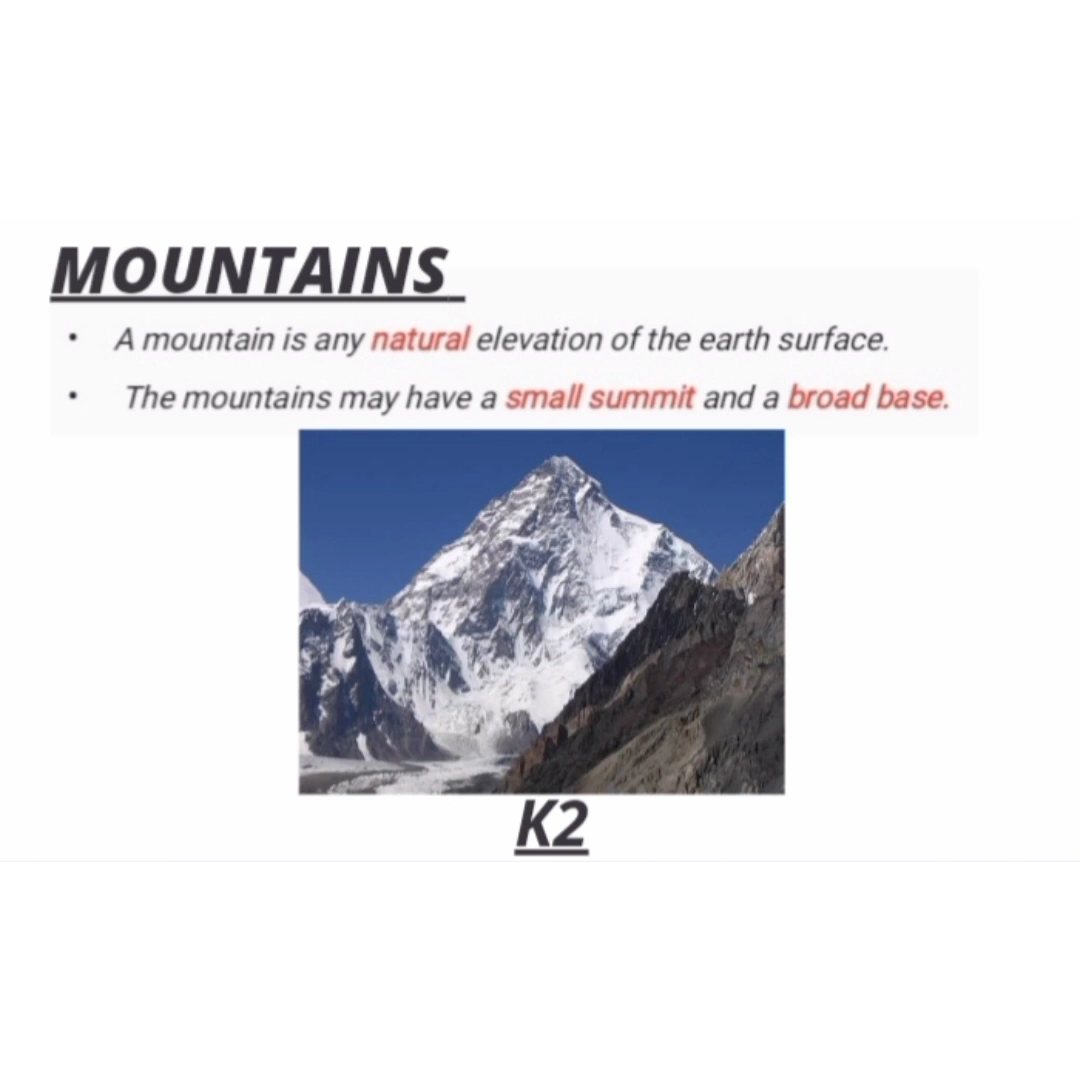 MOUNTAINS
• A mountain is any natural elevation of the earth surface.
• The mountains may have a small summit and a broad base.
K2